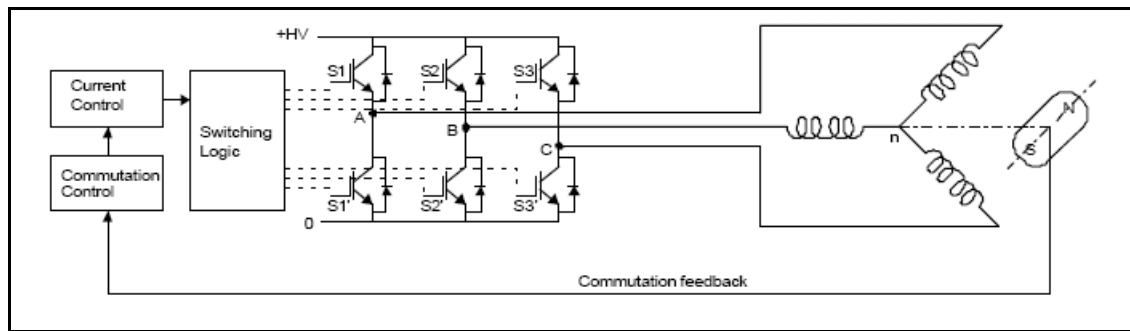 +HV
S1
S2
S3
Current
Control
Switching
Logic
A
B
C
n
N
S
Commutation
Control
S1'
S2'
S3'
0
Commutation feedback